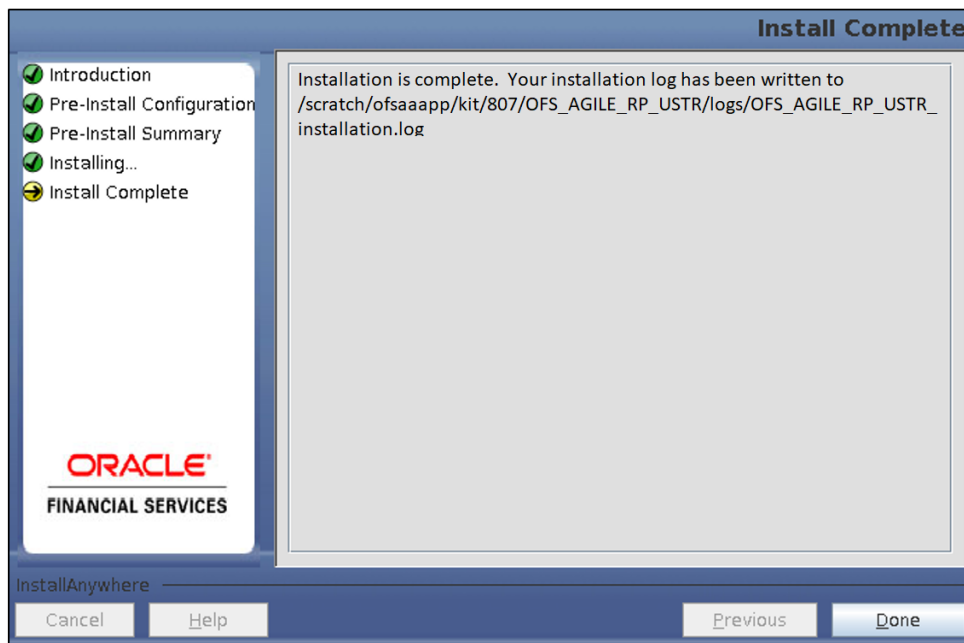 Install Complete
Introduction
Pre-Install Configuration
Pre-Install Summary
Installing...
Install Complete
Installation is complete.  Your installation log has been written to
/scratch/ofsaaapp/kit/807/OFS_AGILE_RP_USTR/logs/OFS_AGILE_RP_USTR_
installation.log
ORACLE
FINANCIAL SERVICES
InstallAnywhere
Cancel
Help
Previous
Done